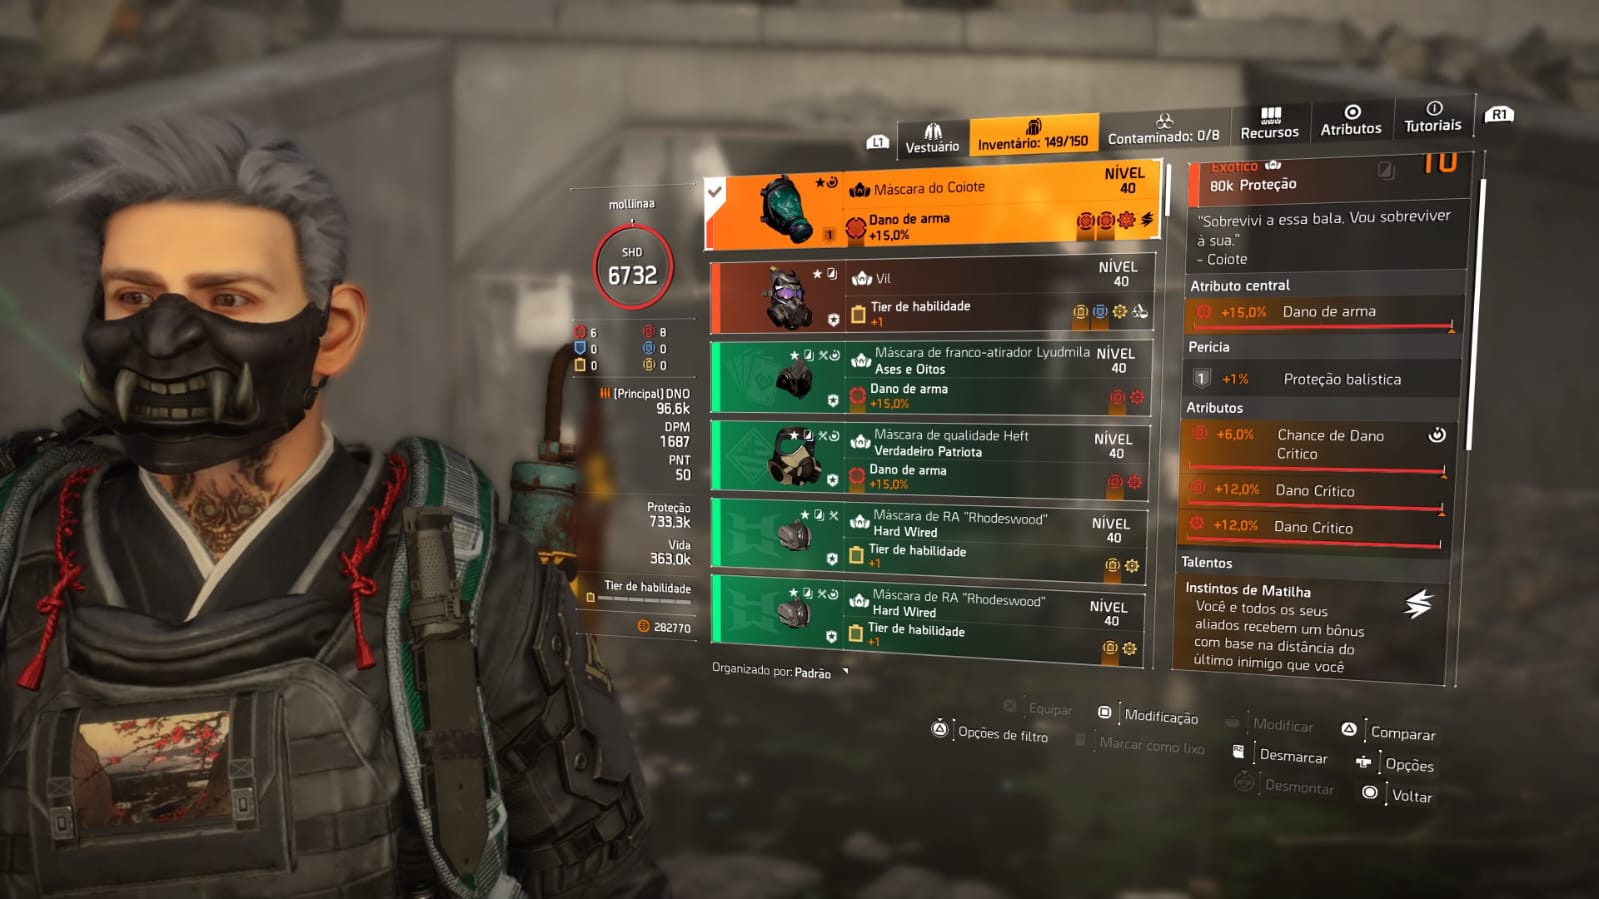 L1
Vestuário
Inventário: 149/150
Contaminado: 0/8
Recursos
Atributos
Tutoriais
R1
molliinaa
SHD
6732
6
8
0
0
0
0
[Principal] DNO
96,6k
DPM
1687
PNT
50
Proteção
733,3k
Vida
363,0k
Tier de habilidade
282770
Máscara do Coiote
NÍVEL
40
Dano de arma
+15,0%
1
Vil
NÍVEL
40
Tier de habilidade
+1
Máscara de franco-atirador Lyudmila
Ases e Oitos
NÍVEL
40
Dano de arma
+15,0%
Máscara de qualidade Heft
Verdadeiro Patriota
NÍVEL
40
Dano de arma
+15,0%
Máscara de RA "Rhodeswood"
Hard Wired
NÍVEL
40
Tier de habilidade
+1
Máscara de RA "Rhodeswood"
Hard Wired
NÍVEL
40
Tier de habilidade
+1
Organizado por: Padrão
Exótico
80k Proteção
"Sobrevivi a essa bala. Vou sobreviver
à sua."
- Coiote
Atributo central
+15,0% Dano de arma
Perícia
1 +1% Proteção balística
Atributos
+6,0% Chance de Dano
Crítico
+12,0% Dano Crítico
+12,0% Dano Crítico
Talentos
Instintos de Matilha
Você e todos os seus
aliados recebem um bônus
com base na distância do
último inimigo que você
Equipar
Modificação
Modificar
Comparar
Opções de filtro
Marcar como lixo
R2
Desmarcar
Opções
Desmontar
Voltar